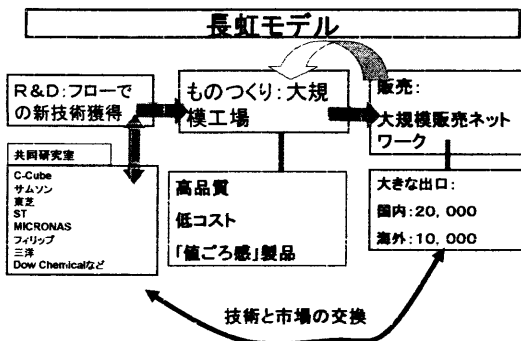 長虹モデル
R&D:フローで
の新技術獲得
ものつくり:大規
模工場
販売:
大規模販売ネット
ワーク
共同研究室
C-Cube
サムソン
東芝
ST
MICRONAS
フィリップ
三洋
Dow Chemicalなど
高品質
低コスト
「値ごろ感」製品
大きな出口:
国内:20,000
海外:10,000
技術と市場の交換